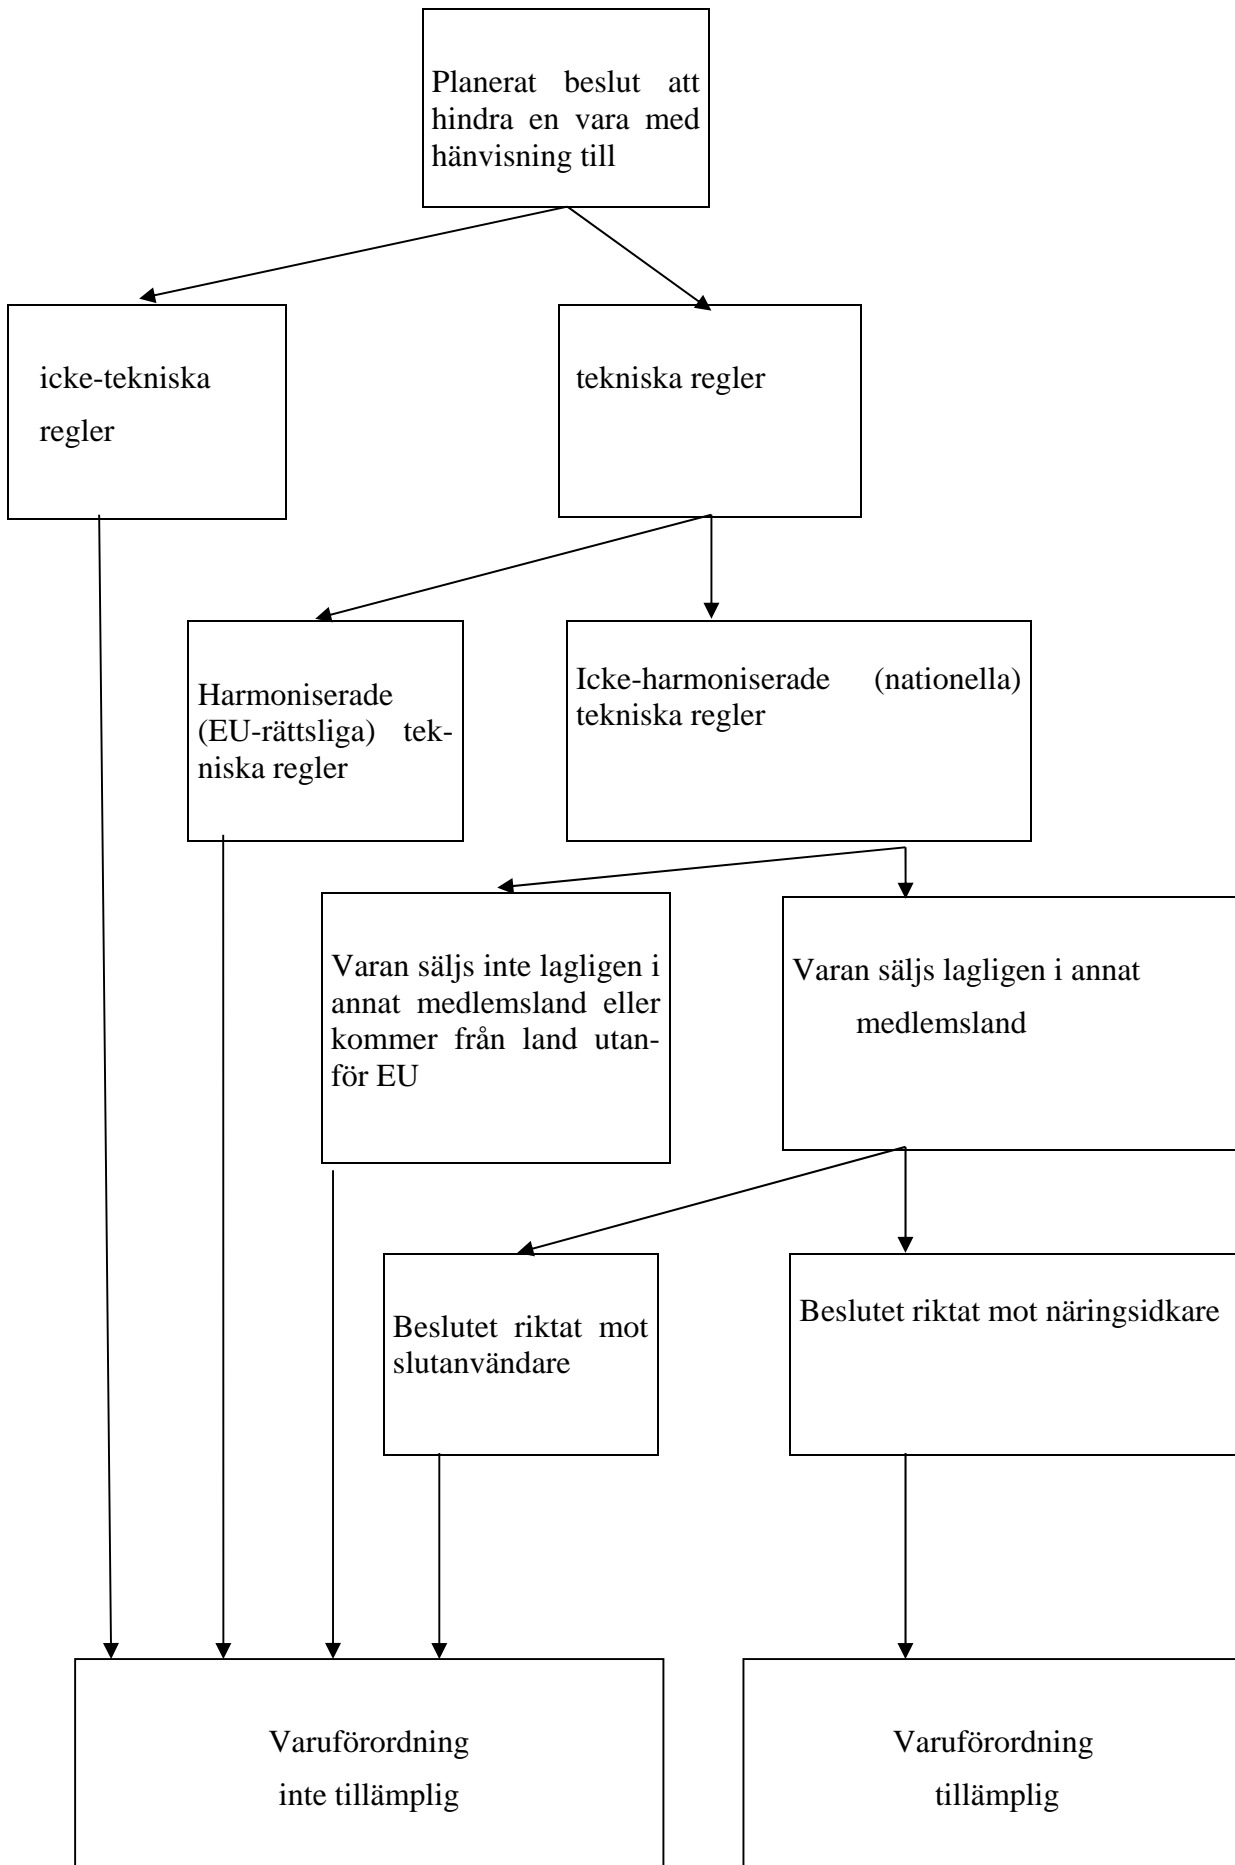 Planerat beslut att
hindra en vara med
hänvisning till
icke-tekniska
regler
tekniska regler
Harmoniserade
(EU-rättsliga) tek-
niska regler
Icke-harmoniserade (nationella)
tekniska regler
Varan säljs inte lagligen i
annat medlemsland eller
kommer från land utan-
för EU
Varan säljs lagligen i annat
medlemsland
Beslutet riktat mot
slutanvändare
Beslutet riktat mot näringsidkare
Varuförordning
inte tillämplig
Varuförordning
tillämplig